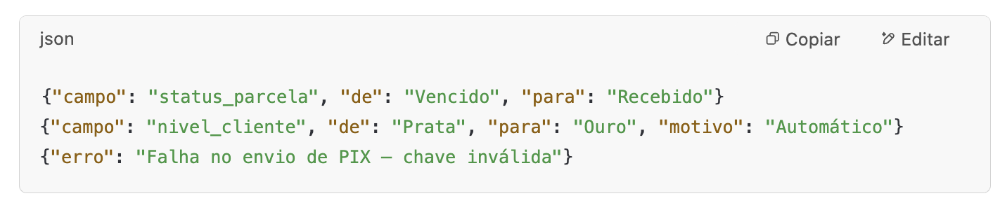 json
Copiar
Editar
{"campo": "status_parcela", "de": "Vencido", "para": "Recebido"}
{"campo": "nivel_cliente", "de": "Prata", "para": "Ouro", "motivo": "Automático"}
{"erro": "Falha no envio de PIX – chave inválida"}